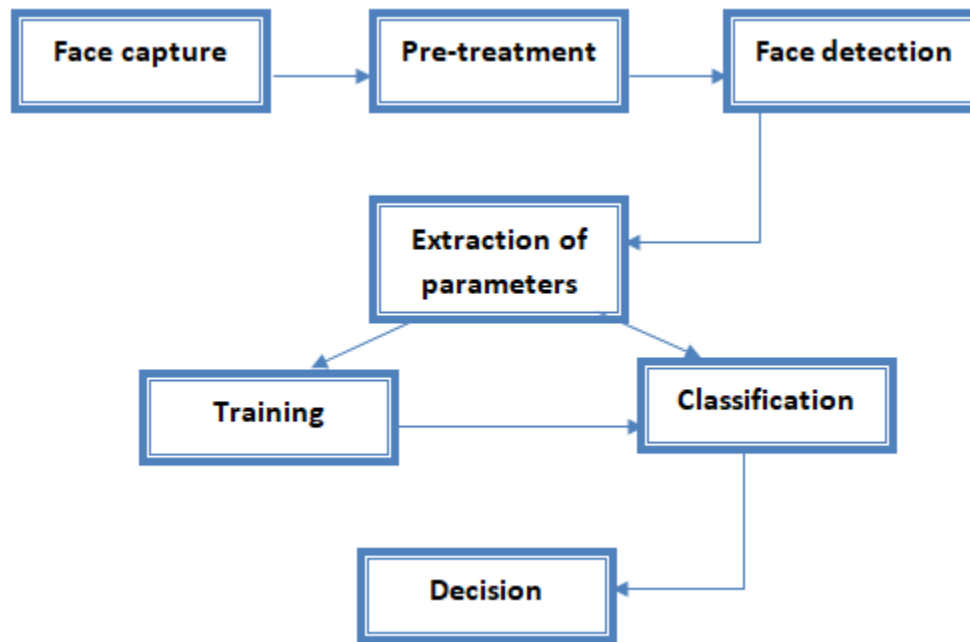 Face capture
Pre-treatment
Face detection
Extraction of
parameters
Training
Classification
Decision